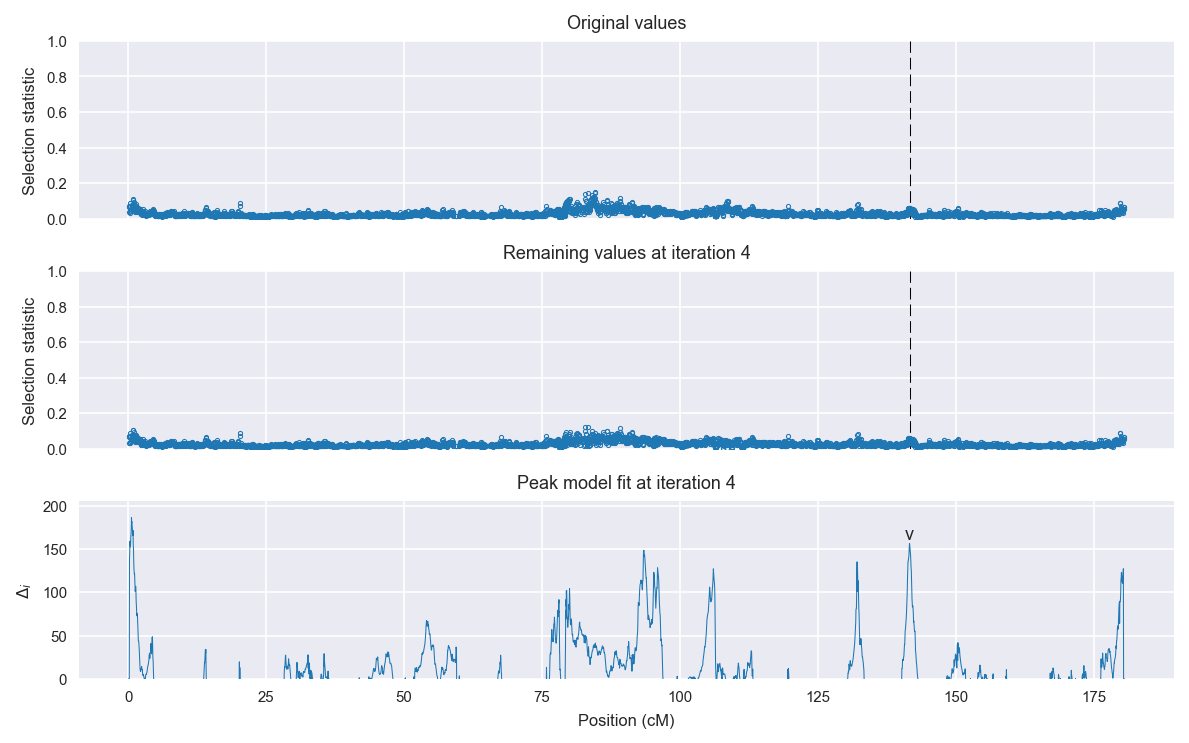 Original values
1.0
0.8
0.6
0.4
0.2
0.0
Selection statistic
Remaining values at iteration 4
1.0
0.8
0.6
0.4
0.2
0.0
Selection statistic
Peak model fit at iteration 4
200
150
100
50
0
Δi
v
0 25 50 75 100 125 150 175
Position (cM)